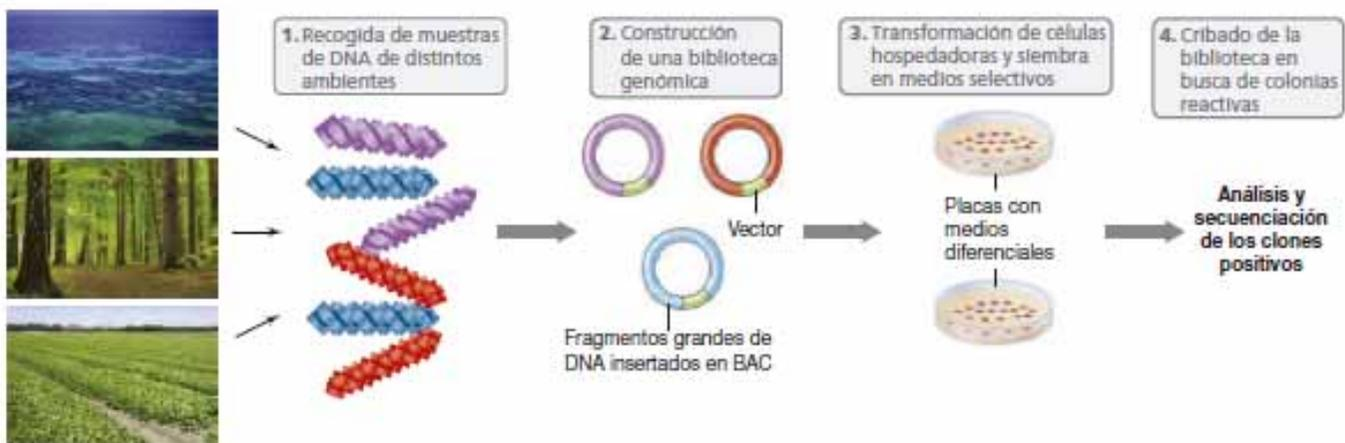 1. Recogida de muestras
de DNA de distintos
ambientes
2. Construcción
de una biblioteca
genómica
3. Transformación de células
hospedadoras y siembra
en medios selectivos
4. Cribado de la
biblioteca en
busca de colonias
reactivas
Vector
Fragmentos grandes de
DNA insertados en BAC
Placas con
medios
diferenciales
Análisis y
secuenciación
de los clones
positivos